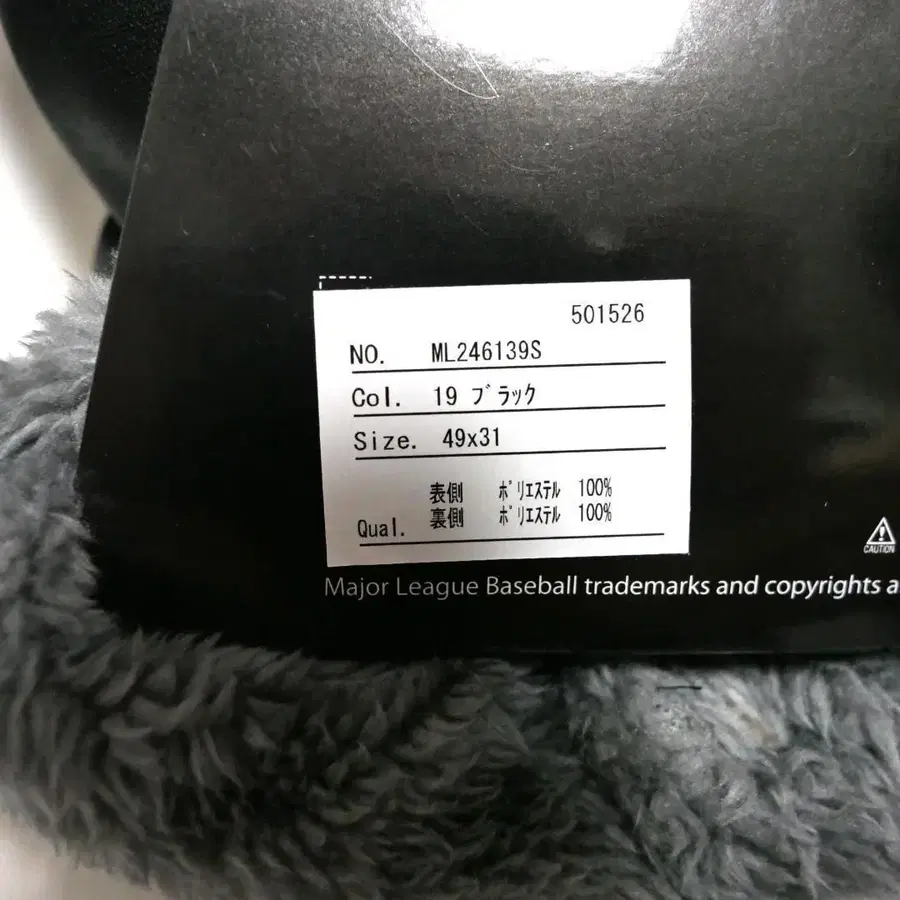 501526
NO. ML246139S
Col. 19 ﾌﾞﾗｯｸ
Size. 49x31
表側 ﾎﾟﾘｴｽﾃﾙ 100%
Qual. 裏側 ﾎﾟﾘｴｽﾃﾙ 100%
CAUTION
Major League Baseball trademarks and copyrights a